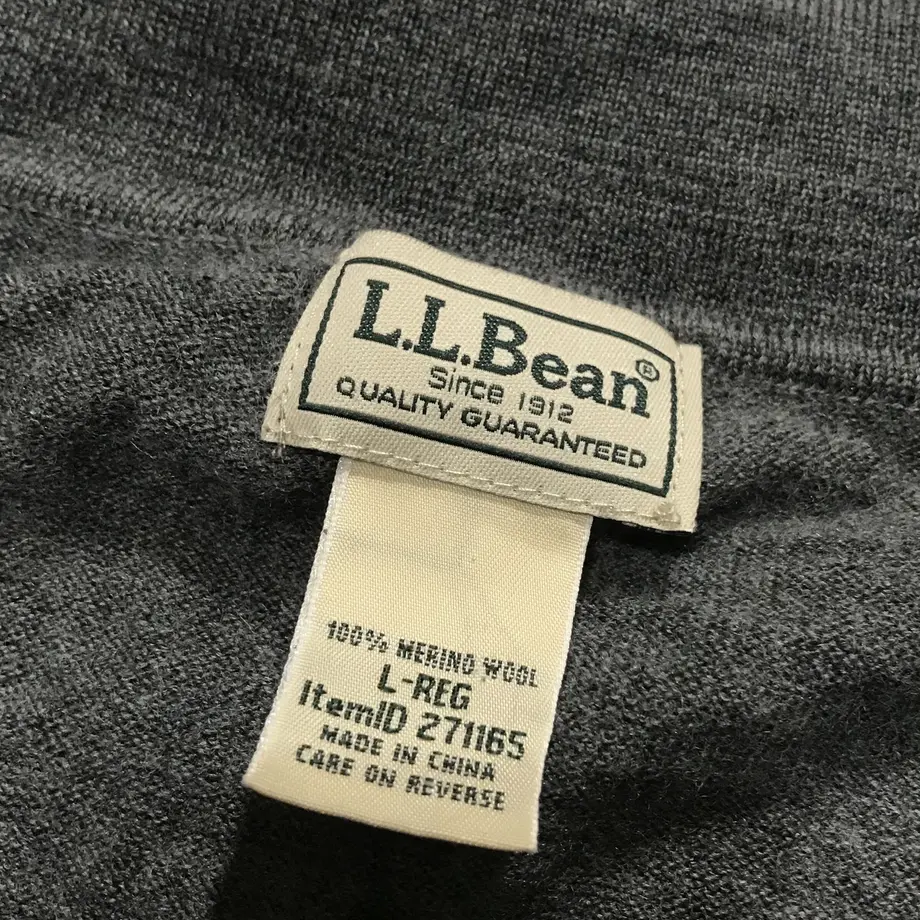 L.L.Bean®
Since 1912
QUALITY GUARANTEED
100% MERINO WOOL
L-REG
ItemID 271165
MADE IN CHINA
CARE ON REVERSE